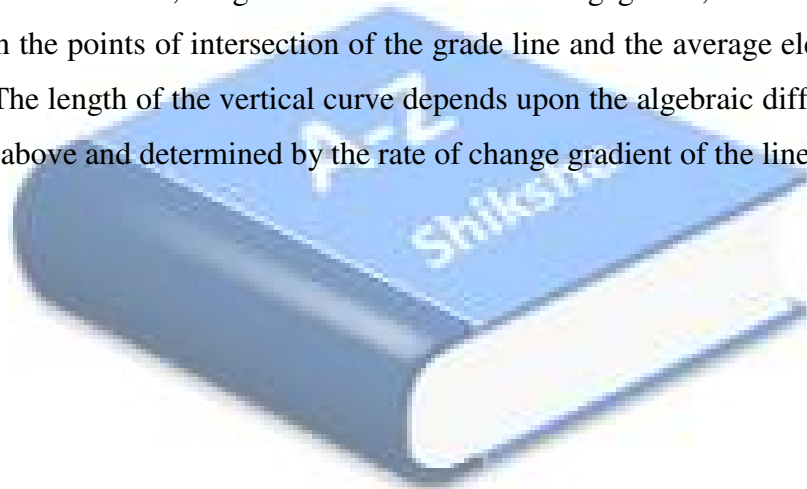 n the points of intersection of the grade line and the average ele
The length of the vertical curve depends upon the algebraic diff
above and determined by the rate of change gradient of the line
A-Z
Shiksha